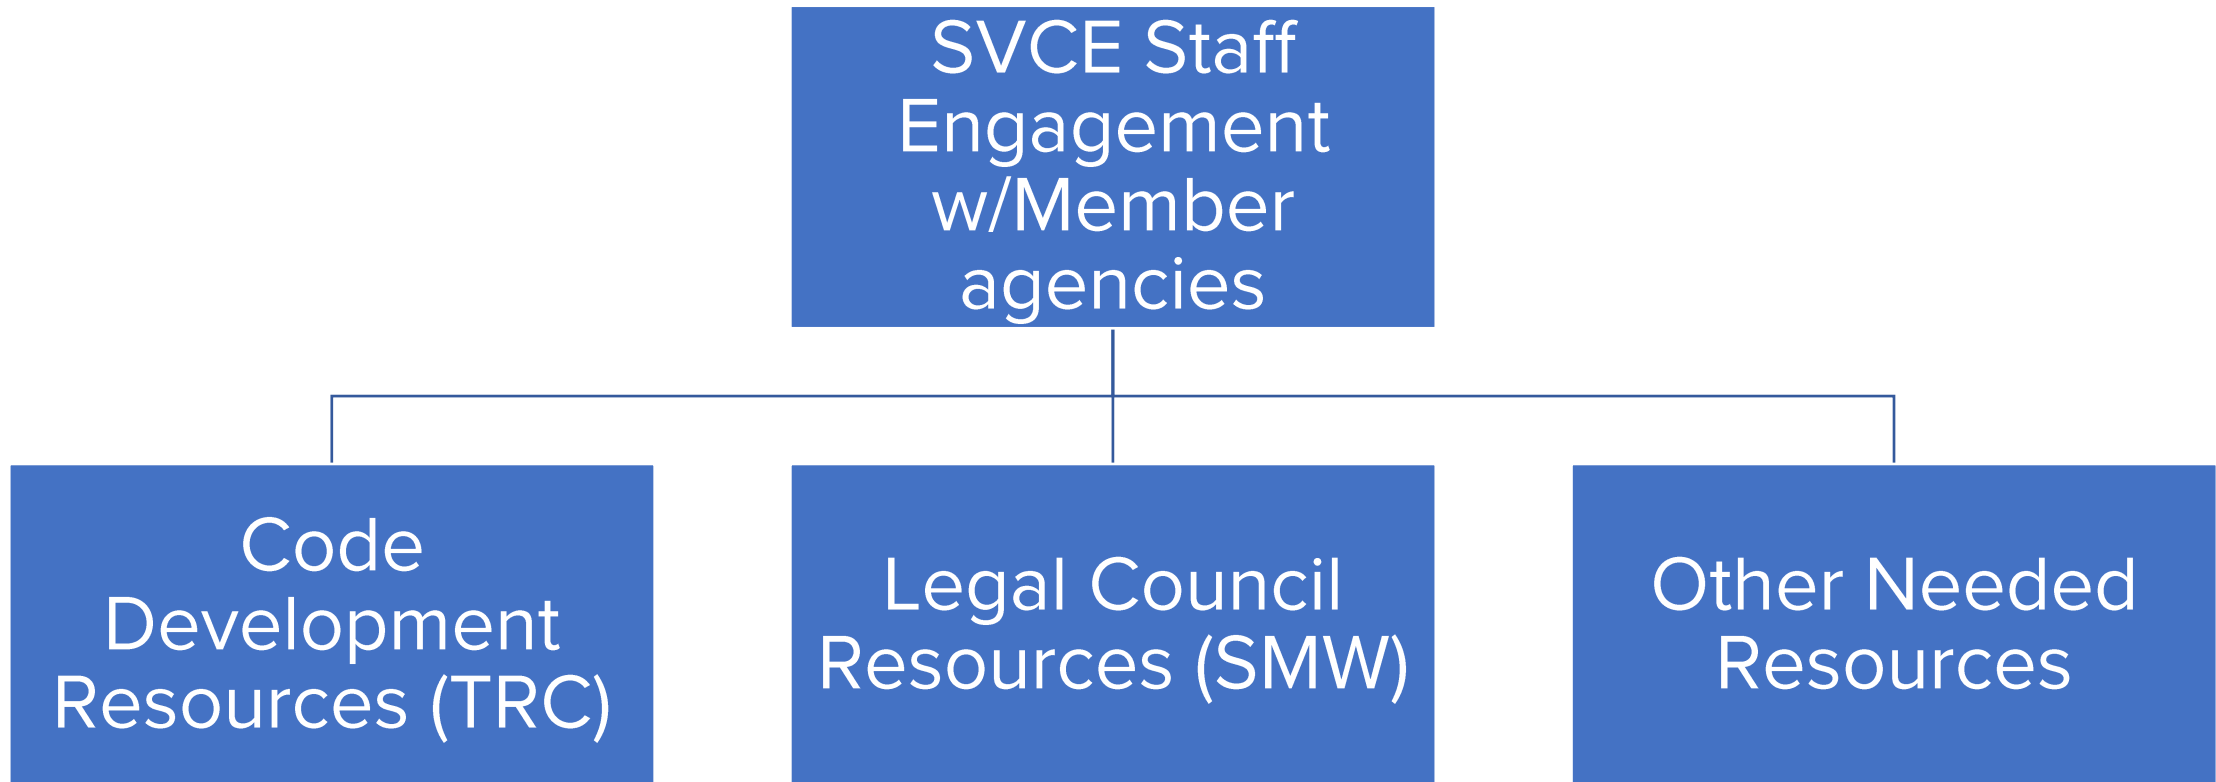 SVCE Staff
Engagement
w/Member
agencies
Code
Development
Resources (TRC)
Legal Council
Resources (SMW)
Other Needed
Resources